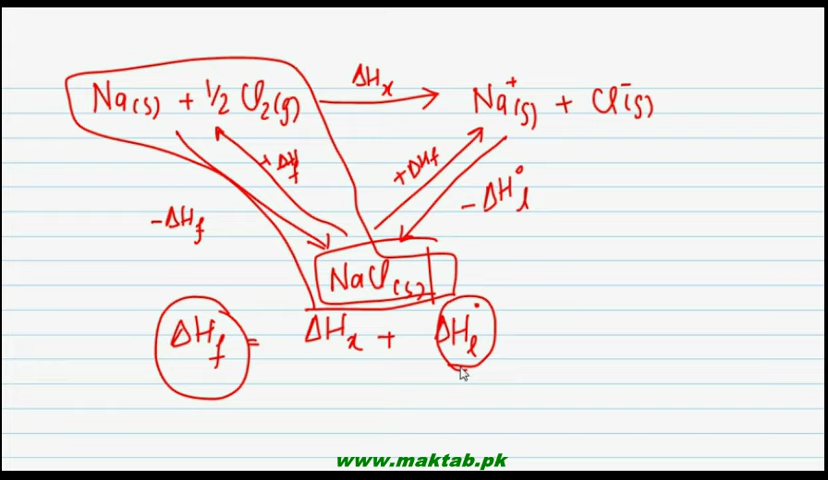 ΔHx
Na(s) + 1/2 Cl2(g) → Na+(g) + Cl-(g)
+ΔHf
+ΔHf
-ΔHf
-ΔH°l
NaCl(s)
ΔHf = ΔHx + ΔH°l
www.maktab.pk